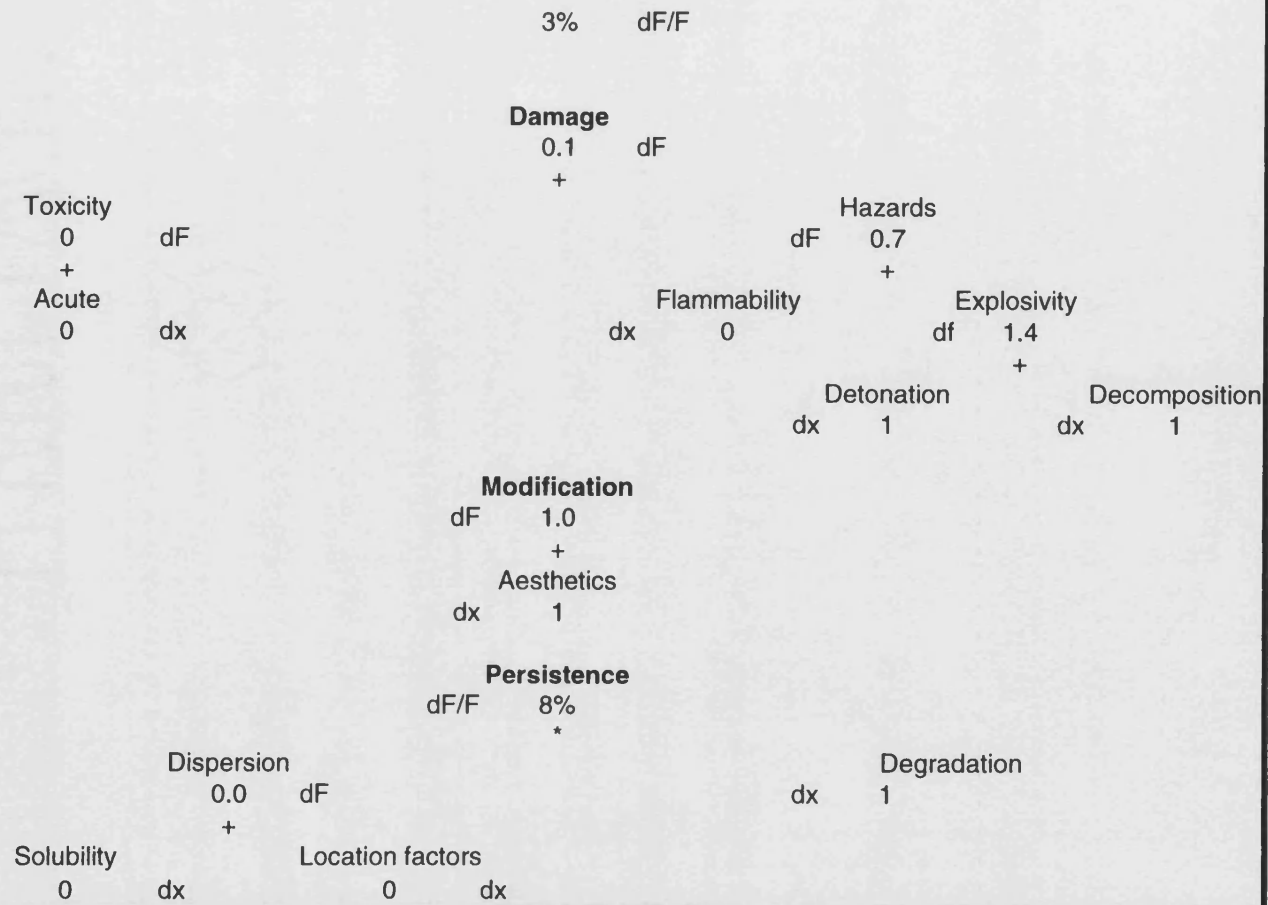 3% dF/F
Damage
0.1 dF
+
Toxicity Hazards
0 dF dF 0.7
+ +
Acute Flammability Explosivity
0 dx dx 0 df 1.4
+
Detonation Decomposition
dx 1 dx 1
Modification
dF 1.0
+
Aesthetics
dx 1
Persistence
dF/F 8%
*
Dispersion Degradation
0.0 dF dx 1
+
Solubility Location factors
0 dx 0 dx